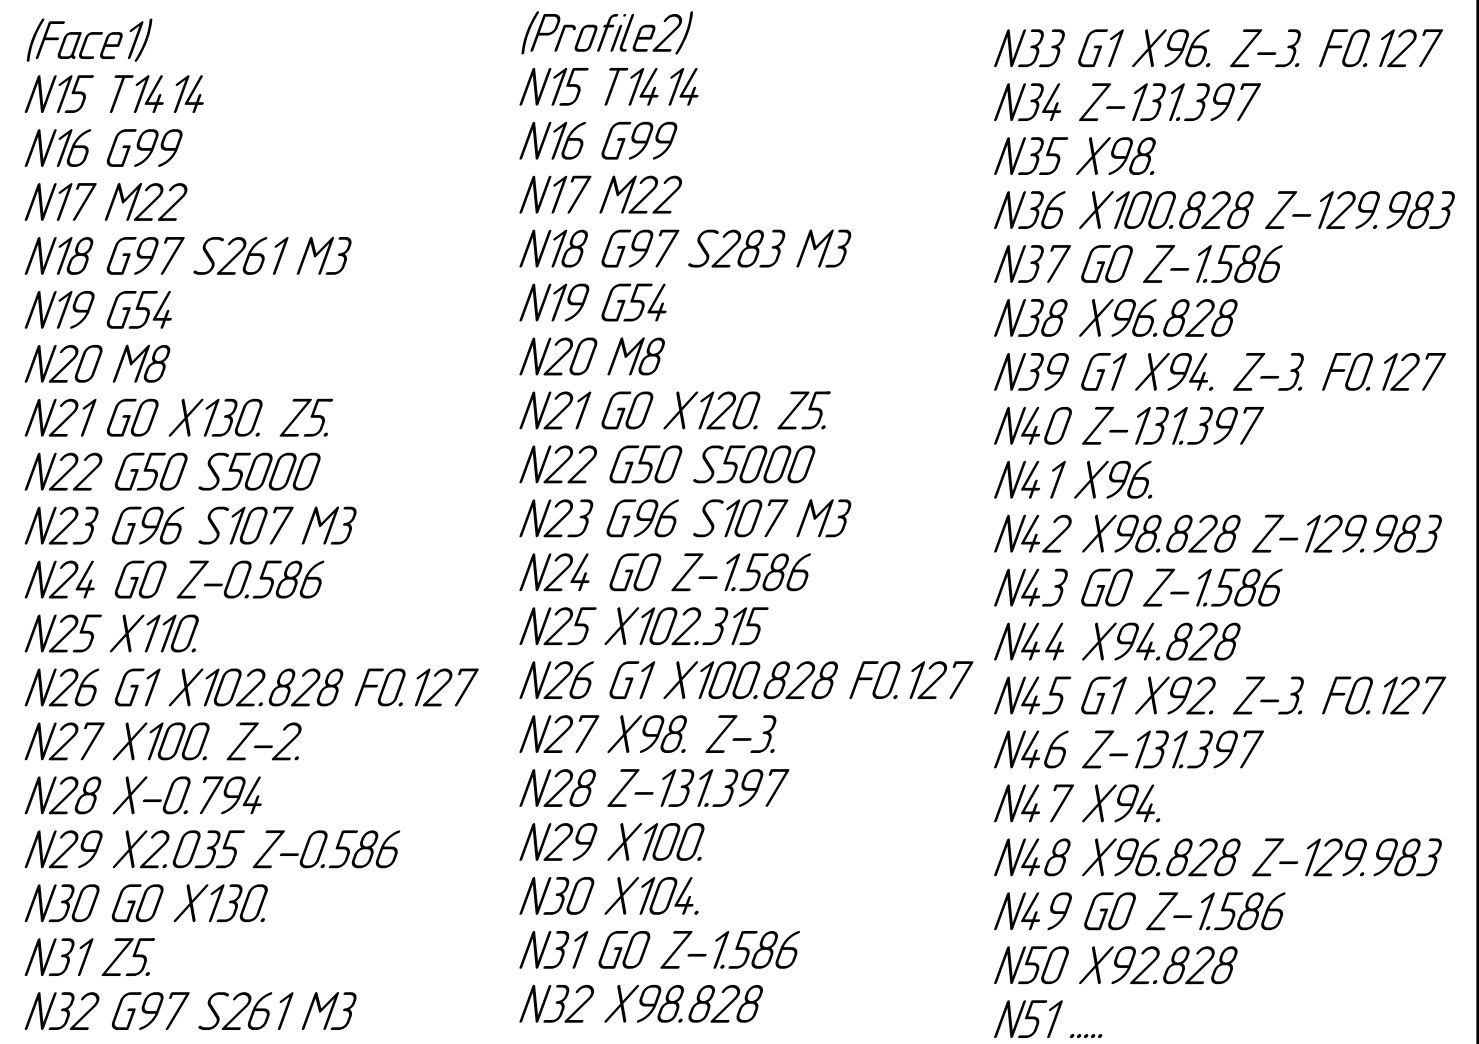 (Face1)
N15 T1414
N16 G99
N17 M22
N18 G97 S261 M3
N19 G54
N20 M8
N21 G0 X130. Z5.
N22 G50 S5000
N23 G96 S107 M3
N24 G0 Z-0.586
N25 X110.
N26 G1 X102.828 F0.127
N27 X100. Z-2.
N28 X-0.794
N29 X2.035 Z-0.586
N30 G0 X130.
N31 Z5.
N32 G97 S261 M3
(Profile2)
N15 T1414
N16 G99
N17 M22
N18 G97 S283 M3
N19 G54
N20 M8
N21 G0 X120. Z5.
N22 G50 S5000
N23 G96 S107 M3
N24 G0 Z-1.586
N25 X102.315
N26 G1 X100.828 F0.127
N27 X98. Z-3.
N28 Z-131.397
N29 X100.
N30 X104.
N31 G0 Z-1.586
N32 X98.828
N33 G1 X96. Z-3. F0.127
N34 Z-131.397
N35 X98.
N36 X100.828 Z-129.983
N37 G0 Z-1.586
N38 X96.828
N39 G1 X94. Z-3. F0.127
N40 Z-131.397
N41 X96.
N42 X98.828 Z-129.983
N43 G0 Z-1.586
N44 X94.828
N45 G1 X92. Z-3. F0.127
N46 Z-131.397
N47 X94.
N48 X96.828 Z-129.983
N49 G0 Z-1.586
N50 X92.828
N51 .....